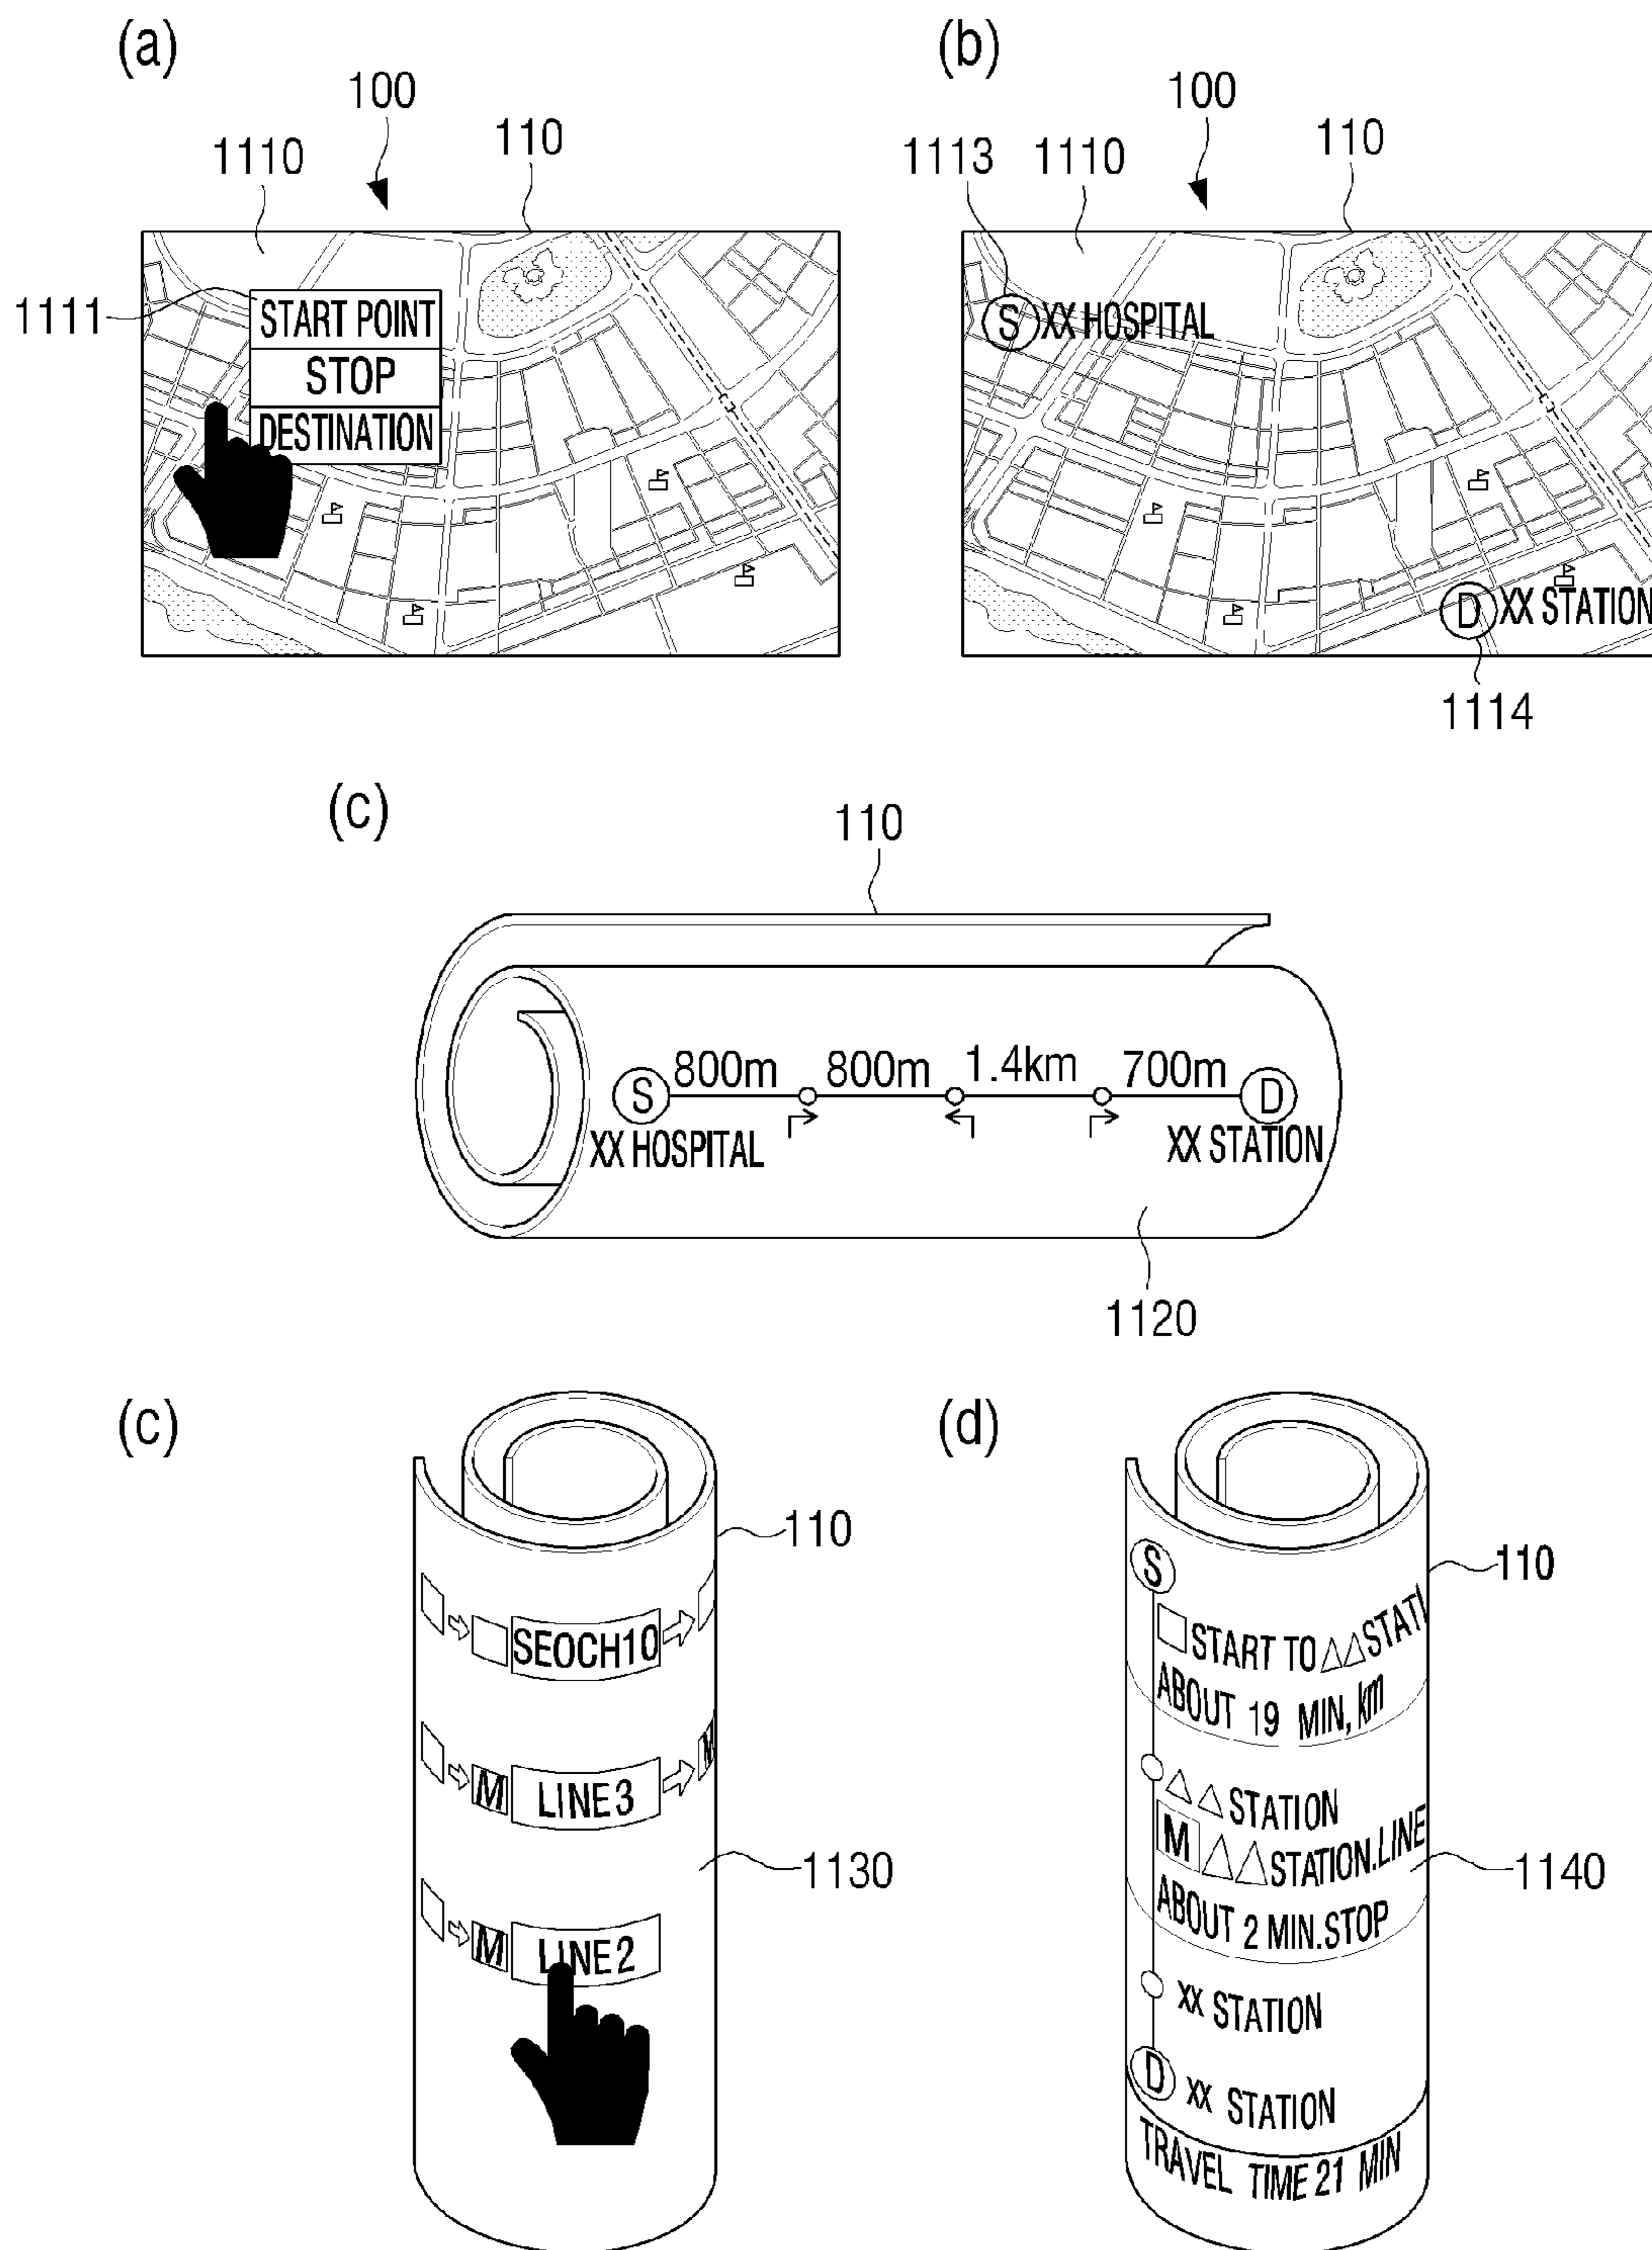 (a)
100
1110
110
1111
START POINT
STOP
DESTINATION
(b)
100
1113
1110
110
S XX HOSPITAL
D XX STATION
1114
(c)
110
800m 800m 1.4km 700m
S D
XX HOSPITAL XX STATION
1120
(c)
110
SEOCH10
M LINE3 M
1130
M LINE2
(d)
110
S
START TO △△STATI
ABOUT 19 MIN, km
△△STATION
M △△STATION.LINE
1140
ABOUT 2 MIN.STOP
XX STATION
D XX STATION
TRAVEL TIME 21 MIN